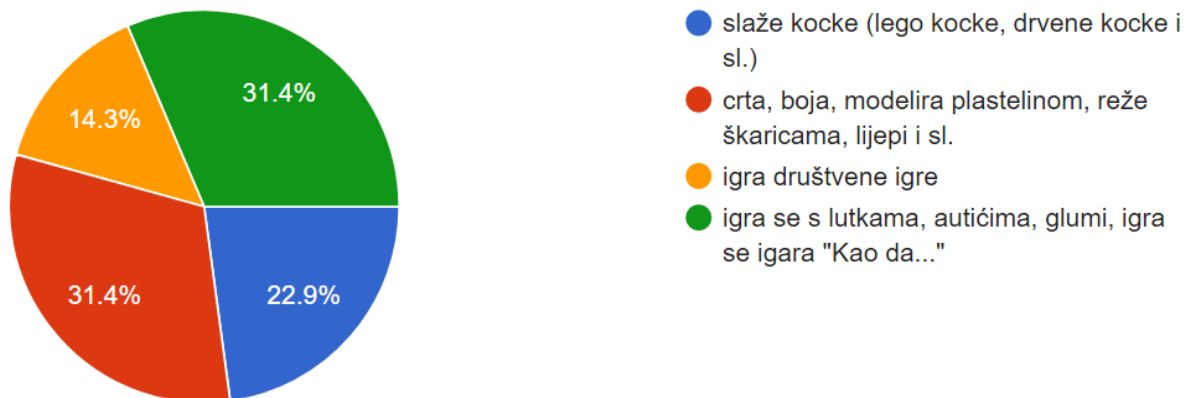 31.4%
14.3%
31.4%
22.9%
slaže kocke (lego kocke, drvene kocke i
sl.)
crta, boja, modelira plastelinom, reže
škaricama, lijepi i sl.
igra društvene igre
igra se s lutkama, autićima, glumi, igra
se igara "Kao da..."